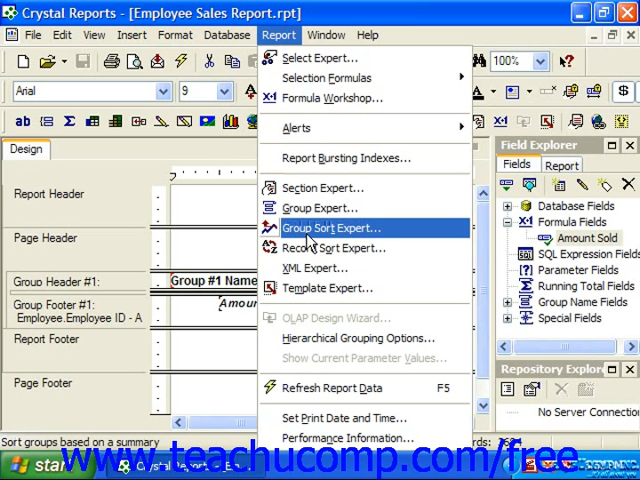 Crystal Reports - [Employee Sales Report.rpt]
File Edit View Insert Format Database Report Window Help
100%
Arial 9
Select Expert...
Selection Formulas
Formula Workshop...
Alerts
Report Bursting Indexes...
Section Expert...
Group Expert...
Group Sort Expert...
Record Sort Expert...
XML Expert...
Template Expert...
OLAP Design Wizard...
Hierarchical Grouping Options...
Show Current Parameter Values...
Refresh Report Data F5
Set Print Date and Time...
Performance Information...
Design
Report Header
Page Header
Group Header #1:
Group #1 Name
Group Footer #1:
Employee.Employee ID - A
Amou
Report Footer
Page Footer
Field Explorer
Fields Report
Database Fields
Formula Fields
Amount Sold
SQL Expression Fields
Parameter Fields
Running Total Fields
Group Name Fields
Special Fields
Repository Explorer
No Server Connection
Sort groups based on a summary
start
Crystal Reports - [E
www.teachucomp.com/free